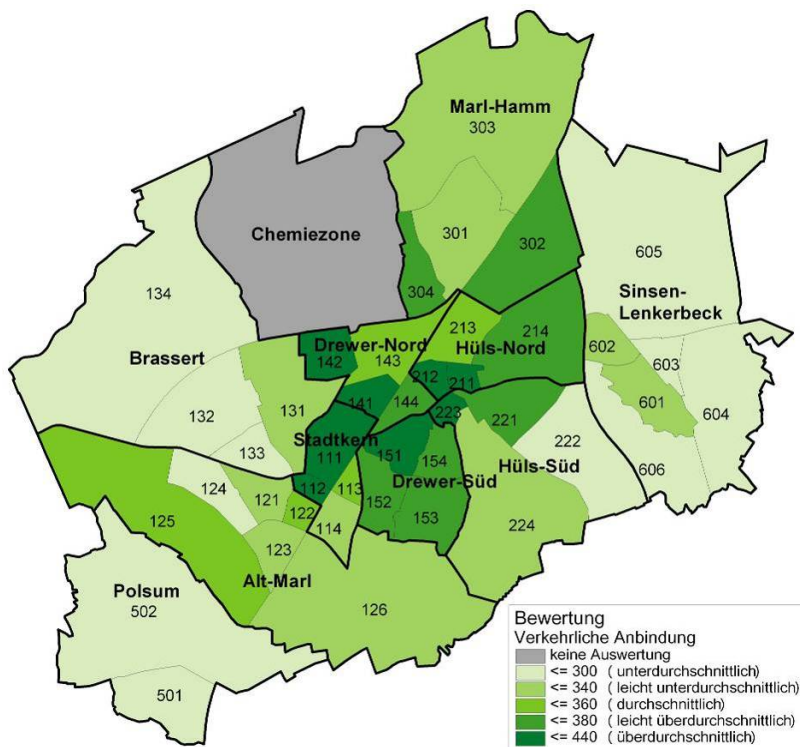 Marl-Hamm
303
Chemiezone
301
302
605
134
304
Sinsen-
Lenkerbeck
213
214
Drewer-Nord
Hüls-Nord
143
142
602
603
Brassert
212
211
601
141
144
223
221
604
132
131
Stadtkern
111
151
222
133
154
Hüls-Süd
606
124
112
113
Drewer-Süd
121
122
152
153
125
114
224
123
Alt-Marl
126
Polsum
502
501
Bewertung
Verkehrliche Anbindung
keine Auswertung
<= 300 ( unterdurchschnittlich)
<= 340 ( leicht unterdurchschnittlich)
<= 360 ( durchschnittlich)
<= 380 ( leicht überdurchschnittlich)
<= 440 ( überdurchschnittlich)